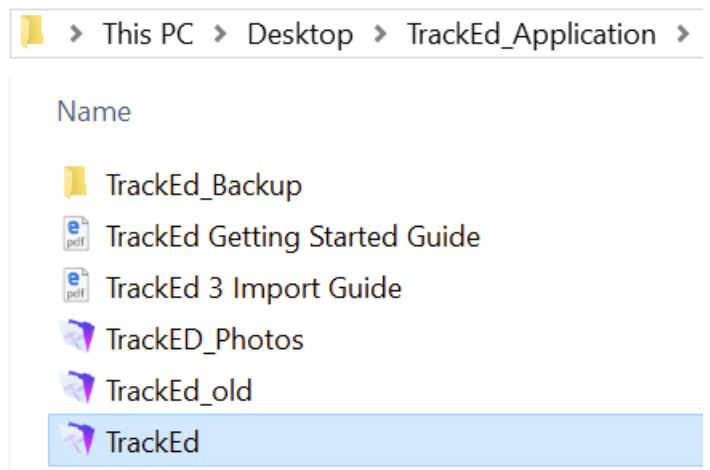 This PC > Desktop > TrackEd_Application >
Name
TrackEd_Backup
TrackEd Getting Started Guide
TrackEd 3 Import Guide
TrackED_Photos
TrackEd_old
TrackEd